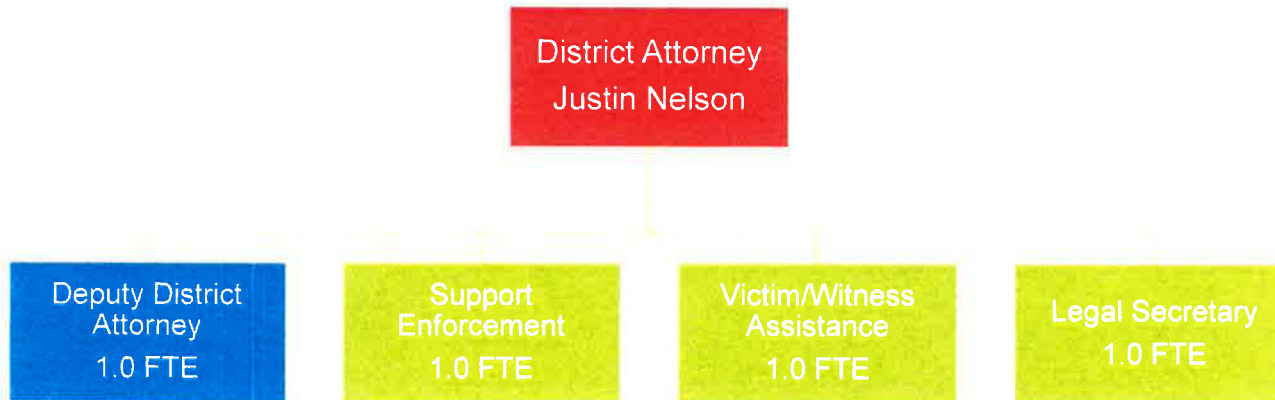 District Attorney
Justin Nelson
Deputy District
Attorney
1.0 FTE
Support
Enforcement
1.0 FTE
Victim/Witness
Assistance
1.0 FTE
Legal Secretary
1.0 FTE